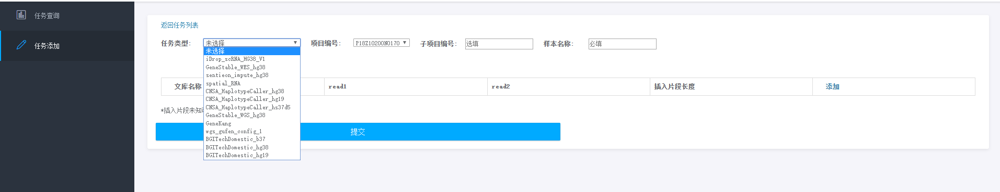 任务查询
任务添加
返回任务列表
任务类型: 未选择 项目编号: P18Z10200N0170 子项目编号: 选填 样本名称: 必填
未选择
iDrop_scRNA_HG38_V1
GeneStable_WES_hg38
sentieon_impute_hg38
spatial_RNA
CNSA_HaplotypeCaller_hg38
CNSA_HaplotypeCaller_hg19
CNSA_HaplotypeCaller_hs37d5
GeneStable_WGS_hg38
GeneKang
wgs_gufen_config_1
BGITechDomestic_b37
BGITechDomestic_hg38
BGITechDomestic_hg19
文库名称 read1 read2 插入片段长度 添加
*插入片段未知
提交